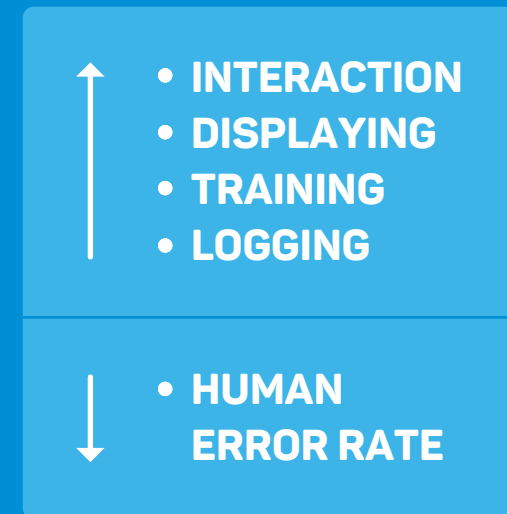 • INTERACTION
• DISPLAYING
• TRAINING
• LOGGING
• HUMAN
ERROR RATE